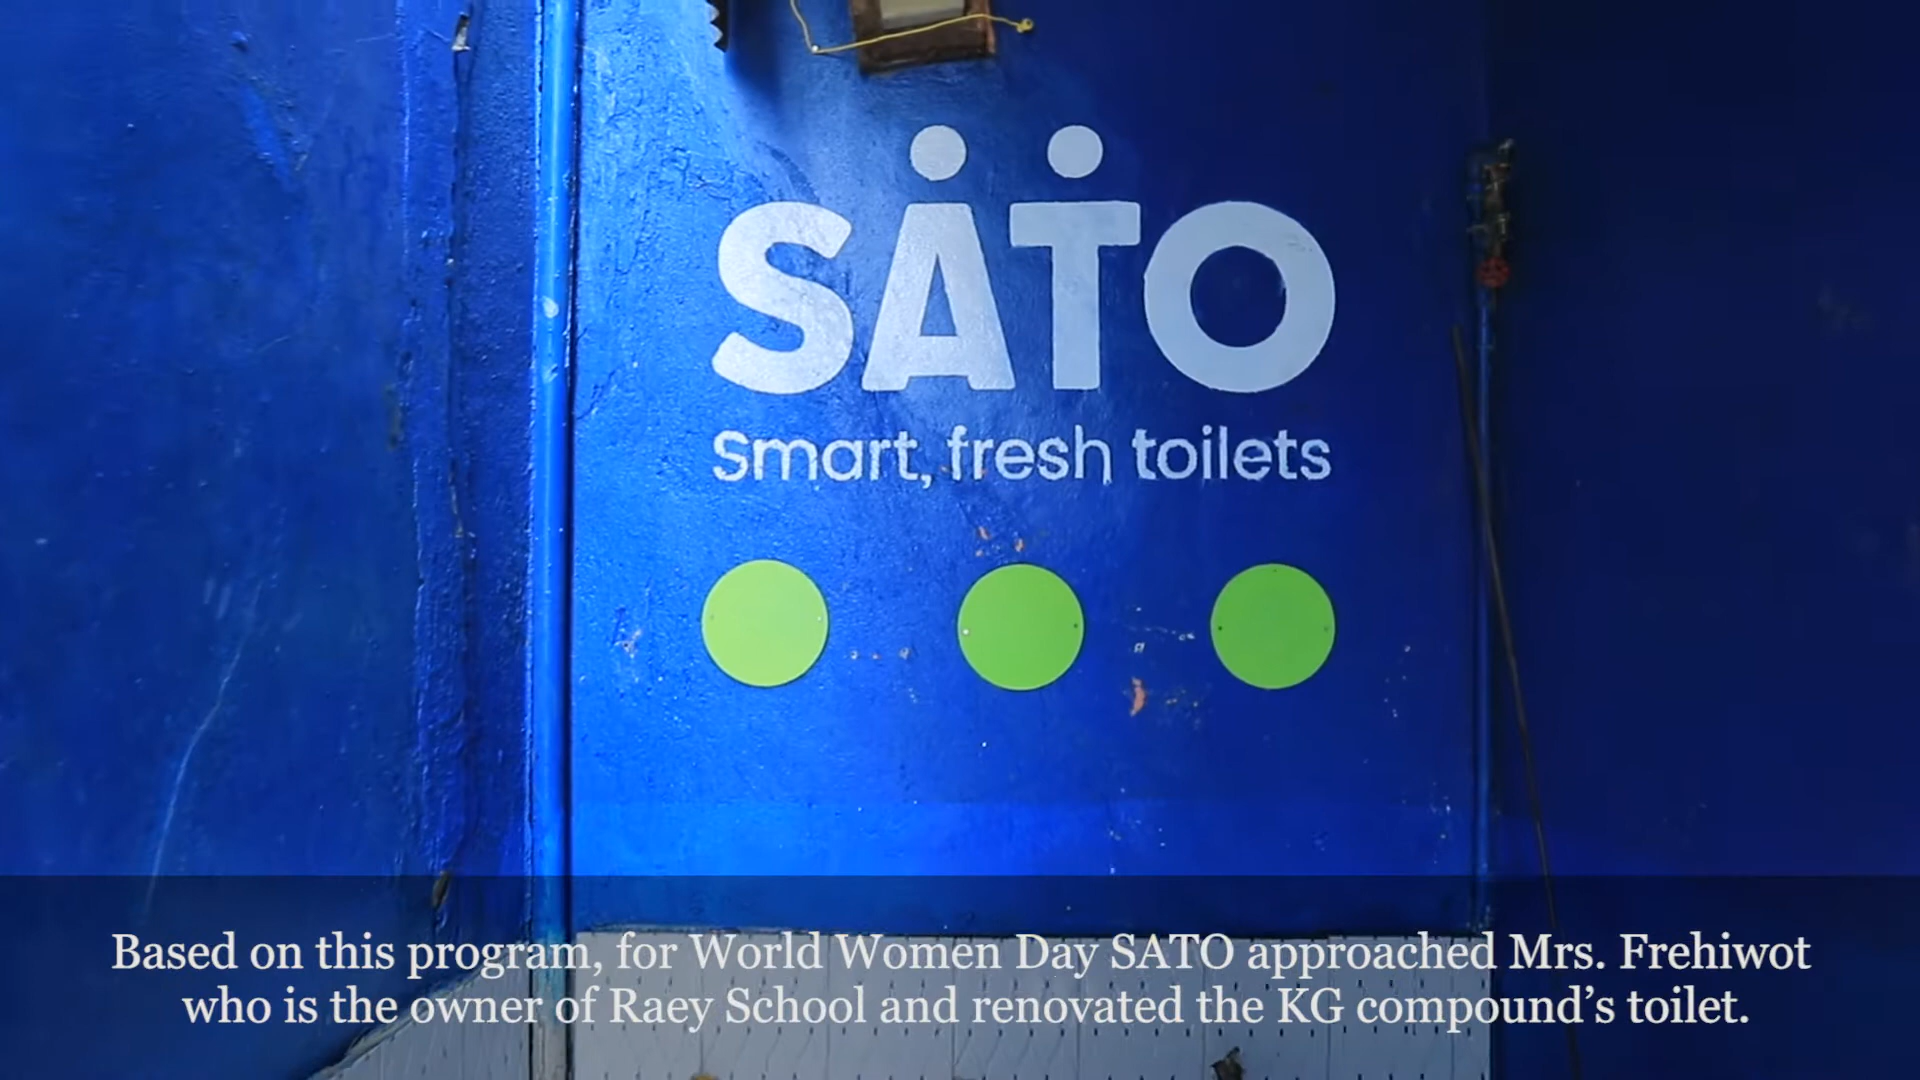 SATO
Smart, fresh toilets
Based on this program, for World Women Day SATO approached Mrs. Frehiwot
who is the owner of Raey School and renovated the KG compound’s toilet.